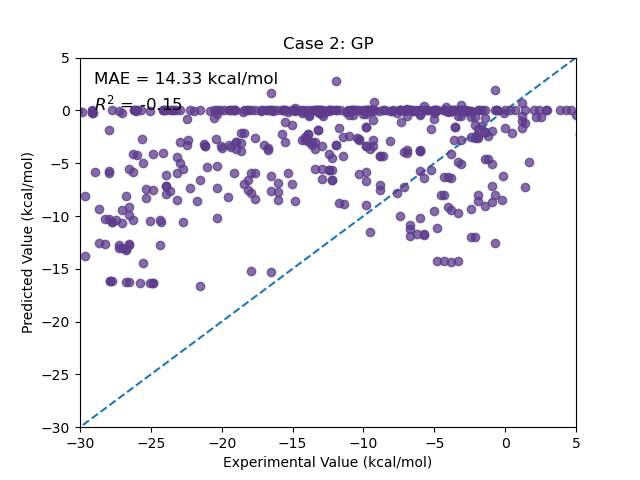 Case 2: GP
MAE = 14.33 kcal/mol
R² = -0.15
5
0
−5
−10
−15
−20
−25
−30
Predicted Value (kcal/mol)
−30 −25 −20 −15 −10 −5 0 5
Experimental Value (kcal/mol)